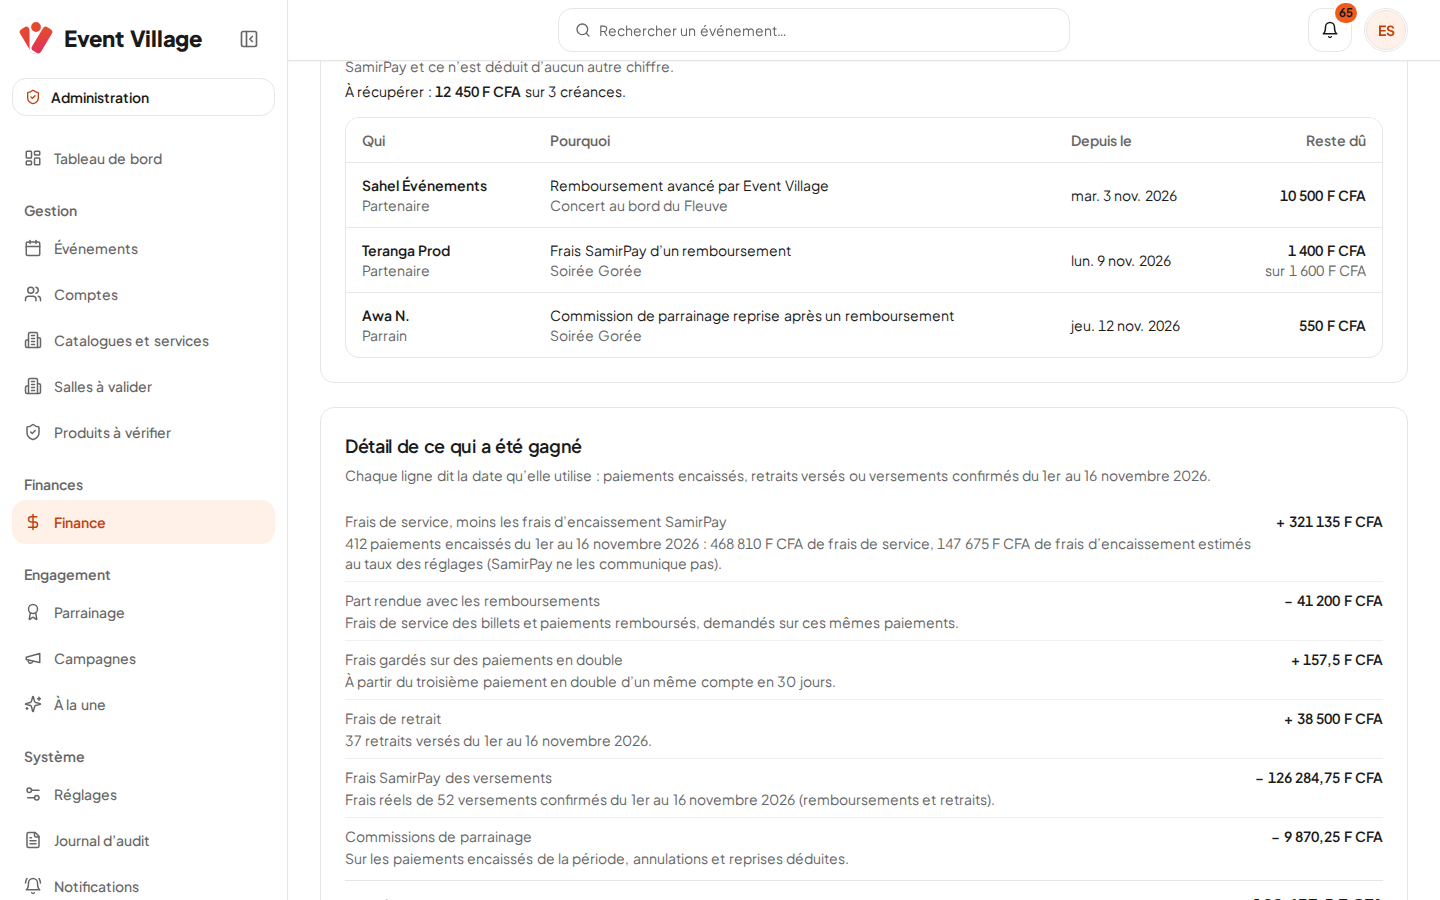 Event Village
Administration
Tableau de bord
Gestion
Événements
Comptes
Catalogues et services
Salles à valider
Produits à vérifier
Finances
Finance
Engagement
Parrainage
Campagnes
À la une
Système
Réglages
Journal d'audit
Notifications
Rechercher un événement…
65
ES
SamirPay et ce n'est déduit d'aucun autre chiffre.
À récupérer : 12 450 F CFA sur 3 créances.
Qui Pourquoi Depuis le Reste dû
Sahel Événements Remboursement avancé par Event Village mar. 3 nov. 2026 10 500 F CFA
Partenaire Concert au bord du Fleuve
Teranga Prod Frais SamirPay d'un remboursement lun. 9 nov. 2026 1 400 F CFA
Partenaire Soirée Gorée sur 1 600 F CFA
Awa N. Commission de parrainage reprise après un remboursement jeu. 12 nov. 2026 550 F CFA
Parrain Soirée Gorée
Détail de ce qui a été gagné
Chaque ligne dit la date qu'elle utilise : paiements encaissés, retraits versés ou versements confirmés du 1er au 16 novembre 2026.
Frais de service, moins les frais d'encaissement SamirPay + 321 135 F CFA
412 paiements encaissés du 1er au 16 novembre 2026 : 468 810 F CFA de frais de service, 147 675 F CFA de frais d'encaissement estimés
au taux des réglages (SamirPay ne les communique pas).
Part rendue avec les remboursements − 41 200 F CFA
Frais de service des billets et paiements remboursés, demandés sur ces mêmes paiements.
Frais gardés sur des paiements en double + 157,5 F CFA
À partir du troisième paiement en double d'un même compte en 30 jours.
Frais de retrait + 38 500 F CFA
37 retraits versés du 1er au 16 novembre 2026.
Frais SamirPay des versements − 126 284,75 F CFA
Frais réels de 52 versements confirmés du 1er au 16 novembre 2026 (remboursements et retraits).
Commissions de parrainage − 9 870,25 F CFA
Sur les paiements encaissés de la période, annulations et reprises déduites.